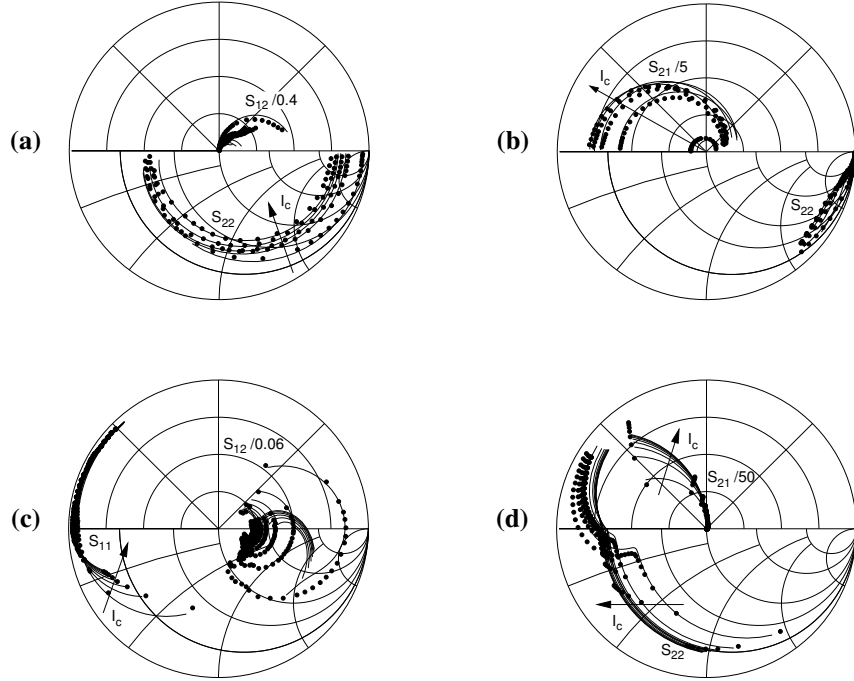 (a)
S12 /0.4
S22
Ic
(b)
Ic
S21 /5
S22
(c)
S12 /0.06
S11
Ic
(d)
Ic
S21 /50
Ic
S22